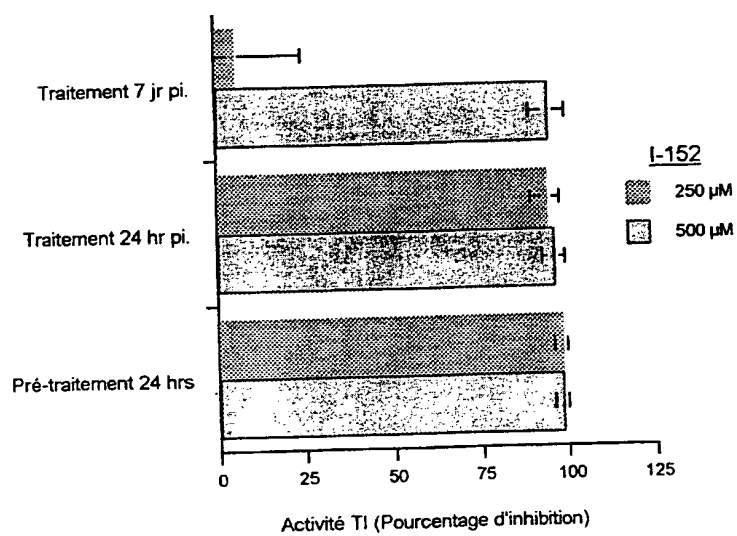 Traitement 7 jr pi.
I-152
250 µM
500 µM
Traitement 24 hr pi.
Pré-traitement 24 hrs
0 25 50 75 100 125
Activité TI (Pourcentage d'inhibition)